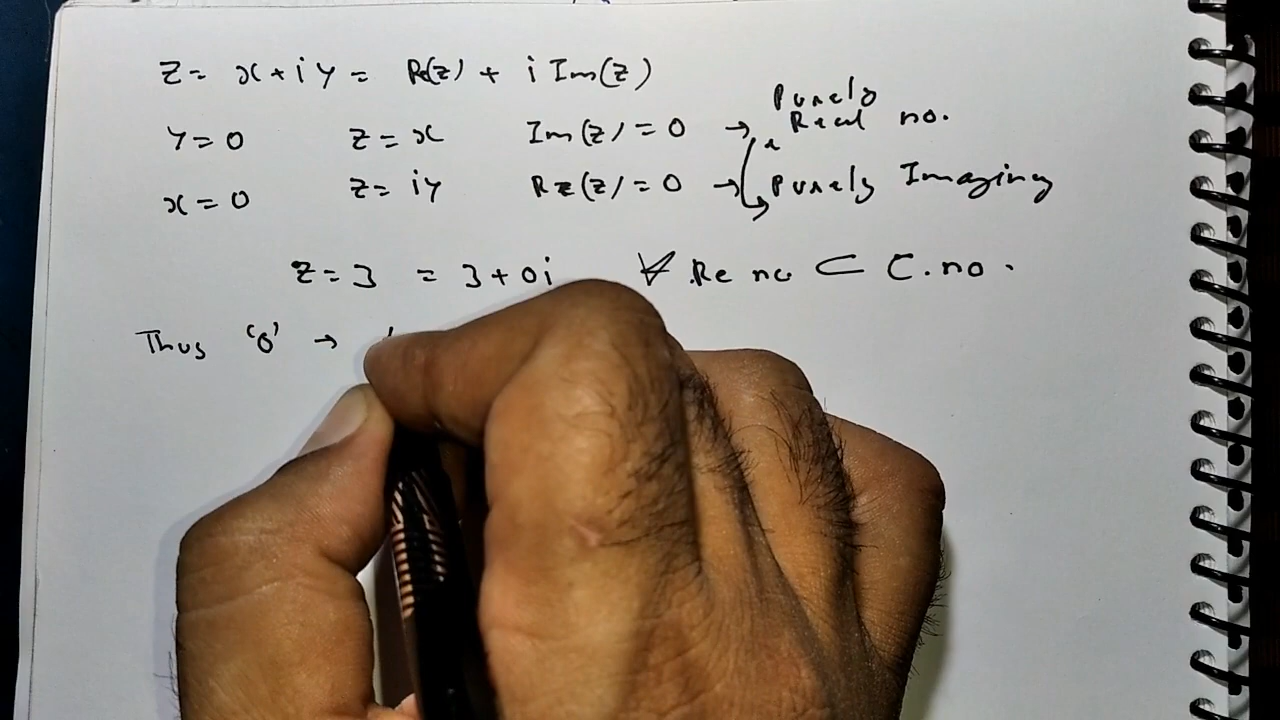 Z = x + iy = Re(z) + i Im(z)
y = 0 z = x Im(z) = 0 → Purely Real no.
x = 0 z = iy Re(z) = 0 → Purely Imaginy
z = 3 = 3 + 0i ∀ Re no ⊂ C. no.
Thus '0' →